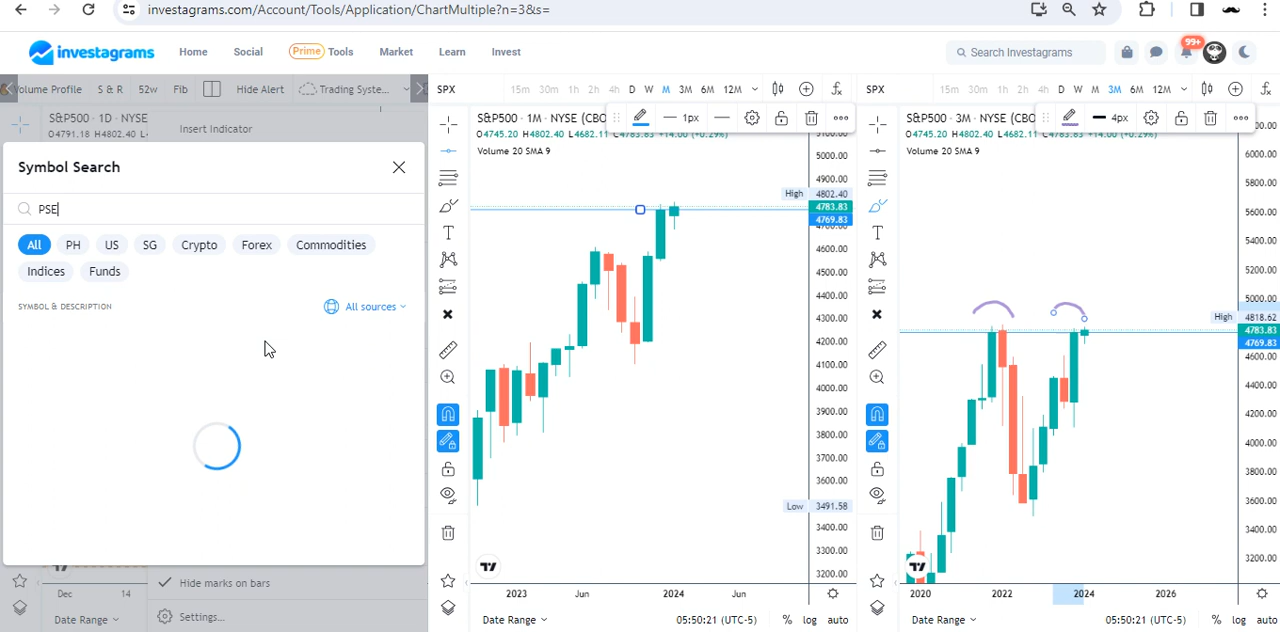 investagrams.com/Account/Tools/Application/ChartMultiple?n=3&s=
investagrams
Home
Social
Prime Tools
Market
Learn
Invest
Search Investagrams
99+
Volume Profile
S & R
52w
Fib
Hide Alert
Trading Syste...
S&P500 · 1D · NYSE
O4791.18 H4802.40
Insert Indicator
Symbol Search
PSE
All
PH
US
SG
Crypto
Forex
Commodities
Indices
Funds
SYMBOL & DESCRIPTION
All sources
Hide marks on bars
Settings...
Dec
14
Date Range
SPX
15m 30m 1h 2h 4h D W M 3M 6M 12M
S&P500 · 1M · NYSE (CBO
1px
O4745.20 H4802.40 L4682.11 C4783.83 +14.00 (+0.29%)
Volume 20 SMA 9
5000.00
4900.00
High 4802.40
4783.83
4769.83
4600.00
4500.00
4400.00
4300.00
4200.00
4100.00
4000.00
3900.00
3800.00
3700.00
3600.00
Low 3491.58
3400.00
3300.00
3200.00
2023 Jun 2024 Jun
Date Range
05:50:21 (UTC-5)
% log auto
SPX
15m 30m 1h 2h 4h D W M 3M 6M 12M
S&P500 · 3M · NYSE (CBO
4px
O4745.20 H4802.40 L4682.11 C4783.83 +14.00 (+0.29%)
Volume 20 SMA 9
6000.00
5800.00
5600.00
5400.00
5200.00
5000.00
High 4818.62
4783.83
4769.83
4600.00
4400.00
4200.00
4000.00
3800.00
3600.00
3400.00
3200.00
2020 2022 2024 2026
Date Range
05:50:21 (UTC-5)
% log auto